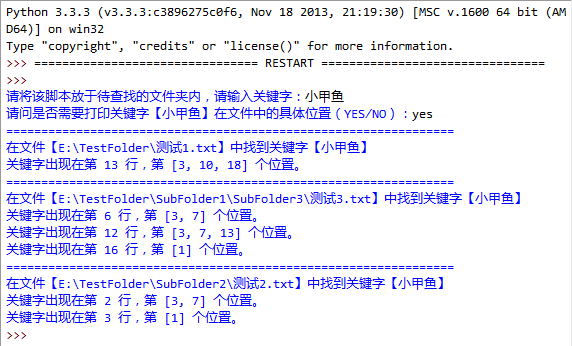 Python 3.3.3 (v3.3.3:c3896275c0f6, Nov 18 2013, 21:19:30) [MSC v.1600 64 bit (AM
D64)] on win32
Type "copyright", "credits" or "license()" for more information.
>>> ================================ RESTART ================================
>>>
请将该脚本放于待查找的文件夹内，请输入关键字：小甲鱼
请问是否需要打印关键字【小甲鱼】在文件中的具体位置（YES/NO）：yes
================================================================
在文件【E:\TestFolder\测试1.txt】中找到关键字【小甲鱼】
关键字出现在第 13 行，第 [3, 10, 18] 个位置。
================================================================
在文件【E:\TestFolder\SubFolder1\SubFolder3\测试3.txt】中找到关键字【小甲鱼】
关键字出现在第 6 行，第 [3, 7] 个位置。
关键字出现在第 12 行，第 [3, 7, 13] 个位置。
关键字出现在第 16 行，第 [1] 个位置。
================================================================
在文件【E:\TestFolder\SubFolder2\测试2.txt】中找到关键字【小甲鱼】
关键字出现在第 2 行，第 [3, 7] 个位置。
关键字出现在第 3 行，第 [1] 个位置。
>>>